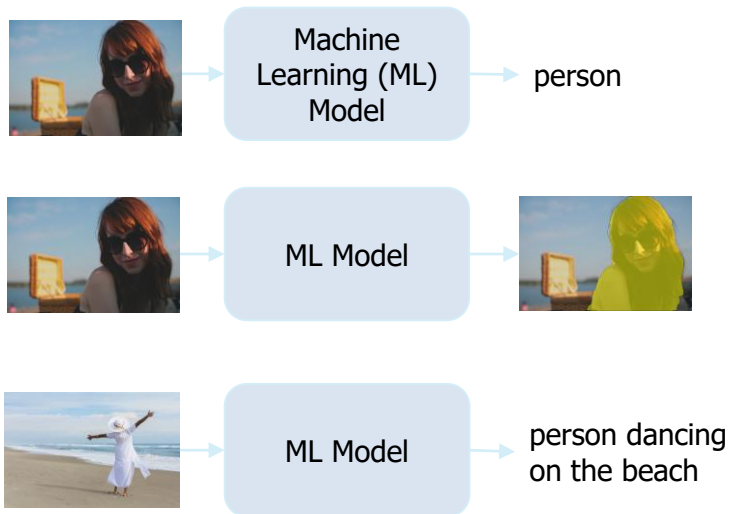 Machine
Learning (ML)
Model
person
ML Model
ML Model
person dancing
on the beach